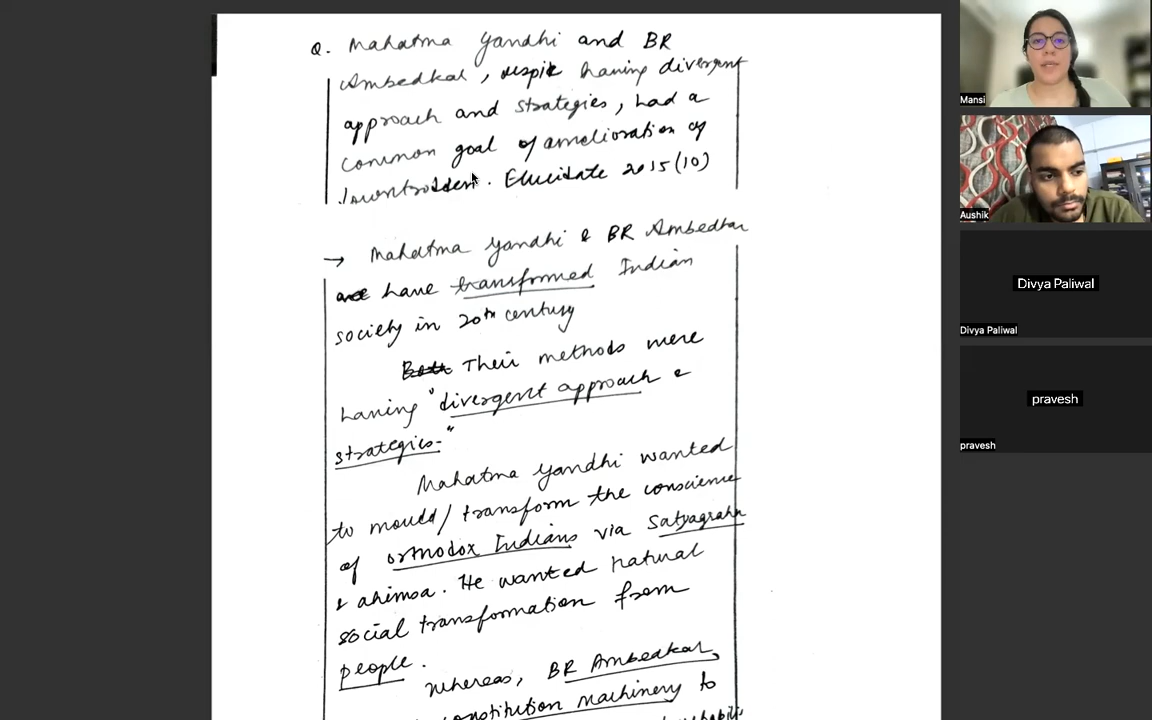 Q. Mahatma Gandhi and BR
Ambedkal, despite having divergent
approach and strategies, had a
common goal of amelioration of
downtrodden. Elucidate 2015 (10)
→ Mahatma Gandhi & BR Ambedkar
have transformed Indian
society in 20th century
Both Their methods were
having "divergent approach &
strategies."
Mahatma Gandhi wanted
to mould/transform the conscience
of orthodox Indians via Satyagraha
& ahimsa. He wanted natural
social transformation from
people.
Whereas, BR Ambedkar,
constitution machinery to
Mansi
Aushik
Divya Paliwal
Divya Paliwal
pravesh
pravesh